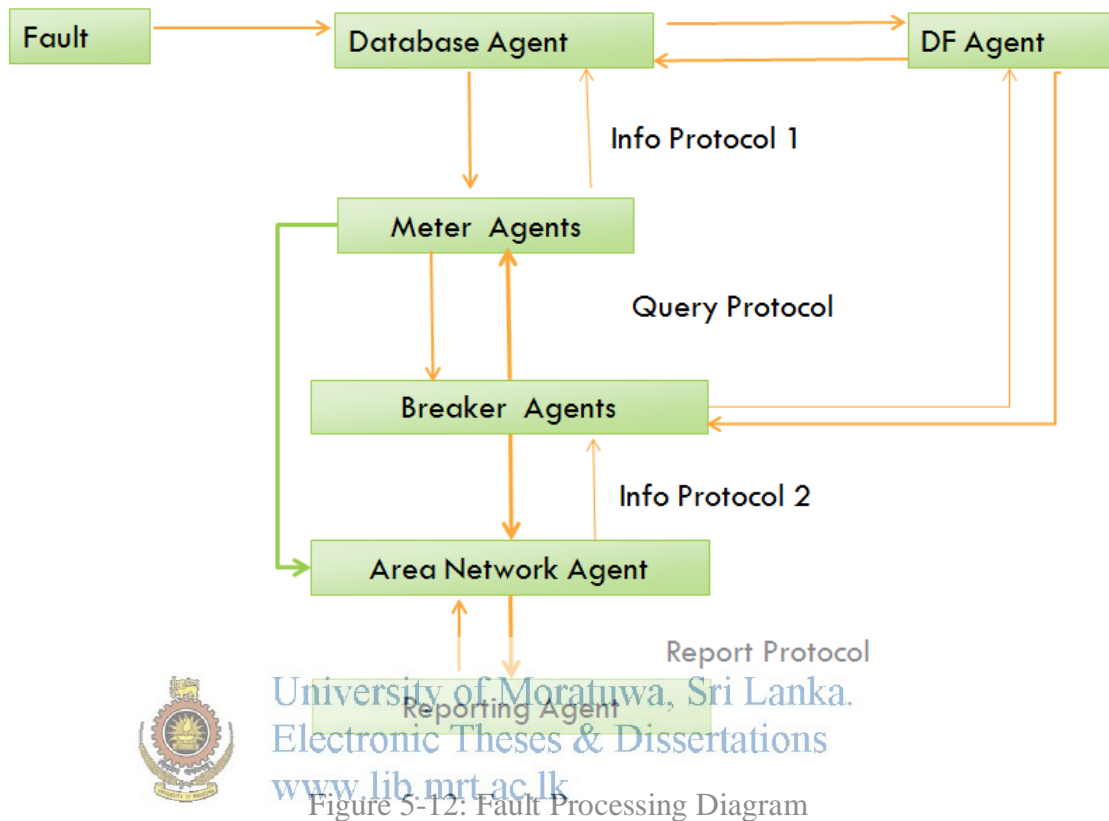 Fault
Database Agent
DF Agent
Info Protocol 1
Meter Agents
Query Protocol
Breaker Agents
Info Protocol 2
Area Network Agent
Report Protocol
University of Moratuwa, Sri Lanka.
Reporting Agent
Electronic Theses & Dissertations
www.lib.mrt.ac.lk
Figure 5-12: Fault Processing Diagram